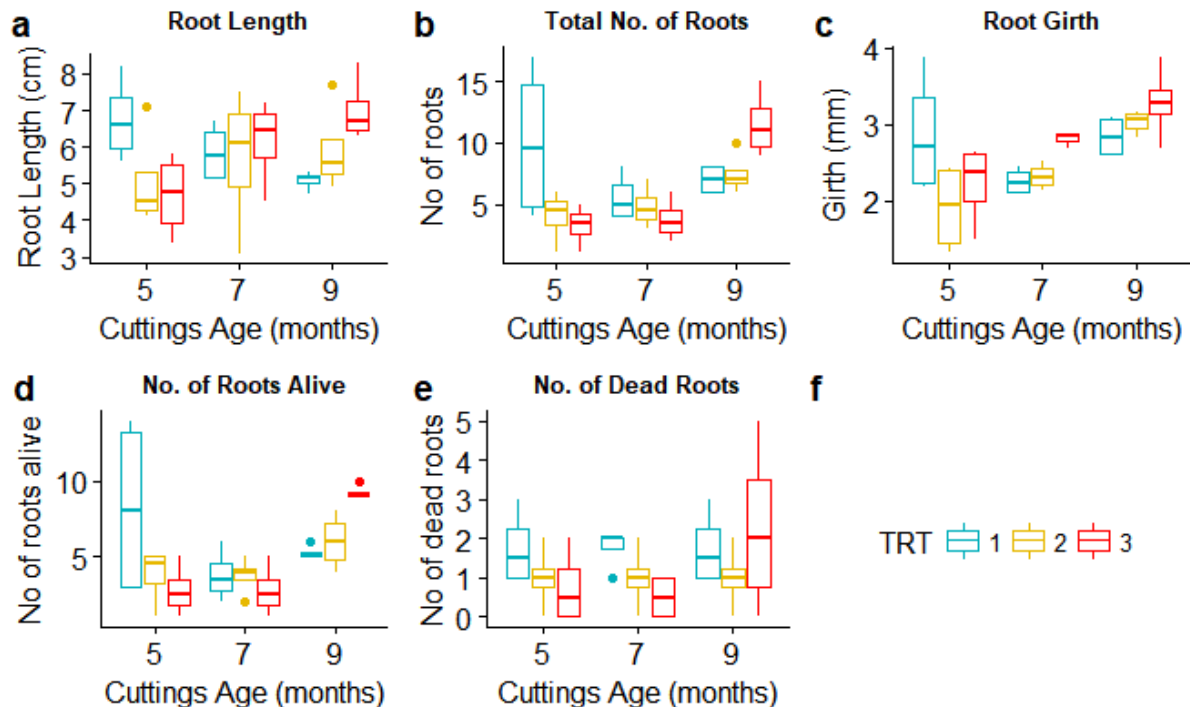 a Root Length
Root Length (cm)
8
7
6
5
4
3
5 7 9
Cuttings Age (months)
b Total No. of Roots
No of roots
15
10
5
5 7 9
Cuttings Age (months)
c Root Girth
Girth (mm)
4
3
2
5 7 9
Cuttings Age (months)
d No. of Roots Alive
No of roots alive
10
5
5 7 9
Cuttings Age (months)
e No. of Dead Roots
No of dead roots
5
4
3
2
1
0
5 7 9
Cuttings Age (months)
f
TRT 1 2 3